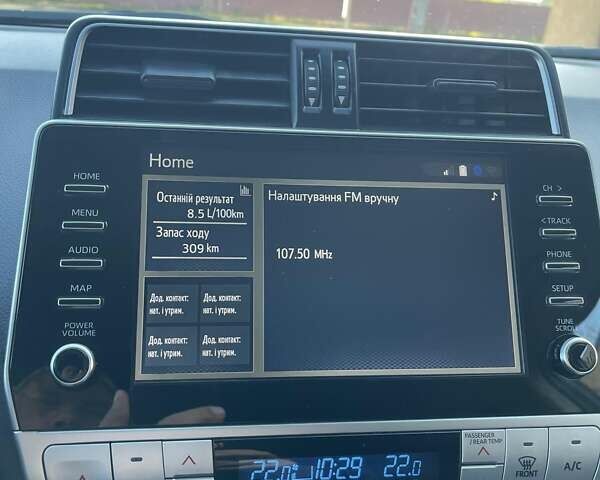 Home
HOME
MENU
AUDIO
MAP
POWER
VOLUME
Останній результат
8.5 L/100km
Запас ходу
309 km
Дод. контакт:
нат. і утрим.
Дод. контакт:
нат. і утрим.
Дод. контакт:
нат. і утрим.
Дод. контакт:
нат. і утрим.
Налаштування FM вручну
107.50 MHz
CH >
< TRACK
PHONE
SETUP
TUNE
SCROLL
22.0
10:29
22.0
PASSENGER
/ REAR TEMP
FRONT
A/C